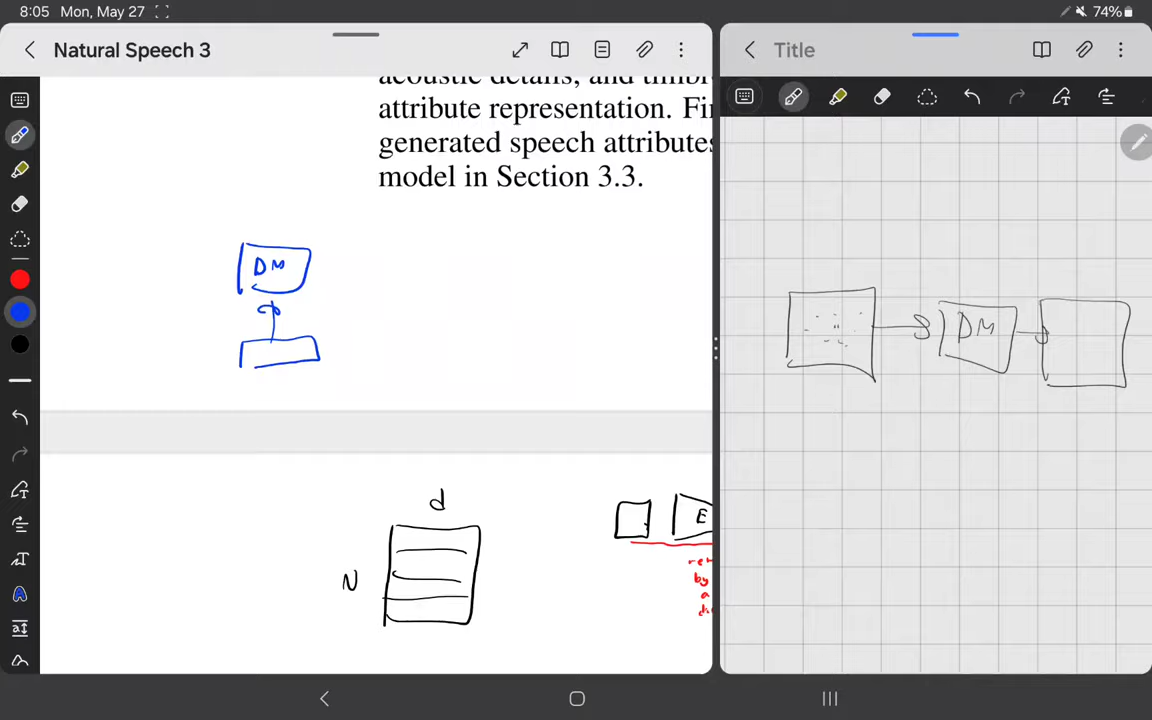 8:05 Mon, May 27
74%
Natural Speech 3
Title
acoustic details, and timbr
attribute representation. Fi
generated speech attributes
model in Section 3.3.
DM
DM
d
N
E
by
a